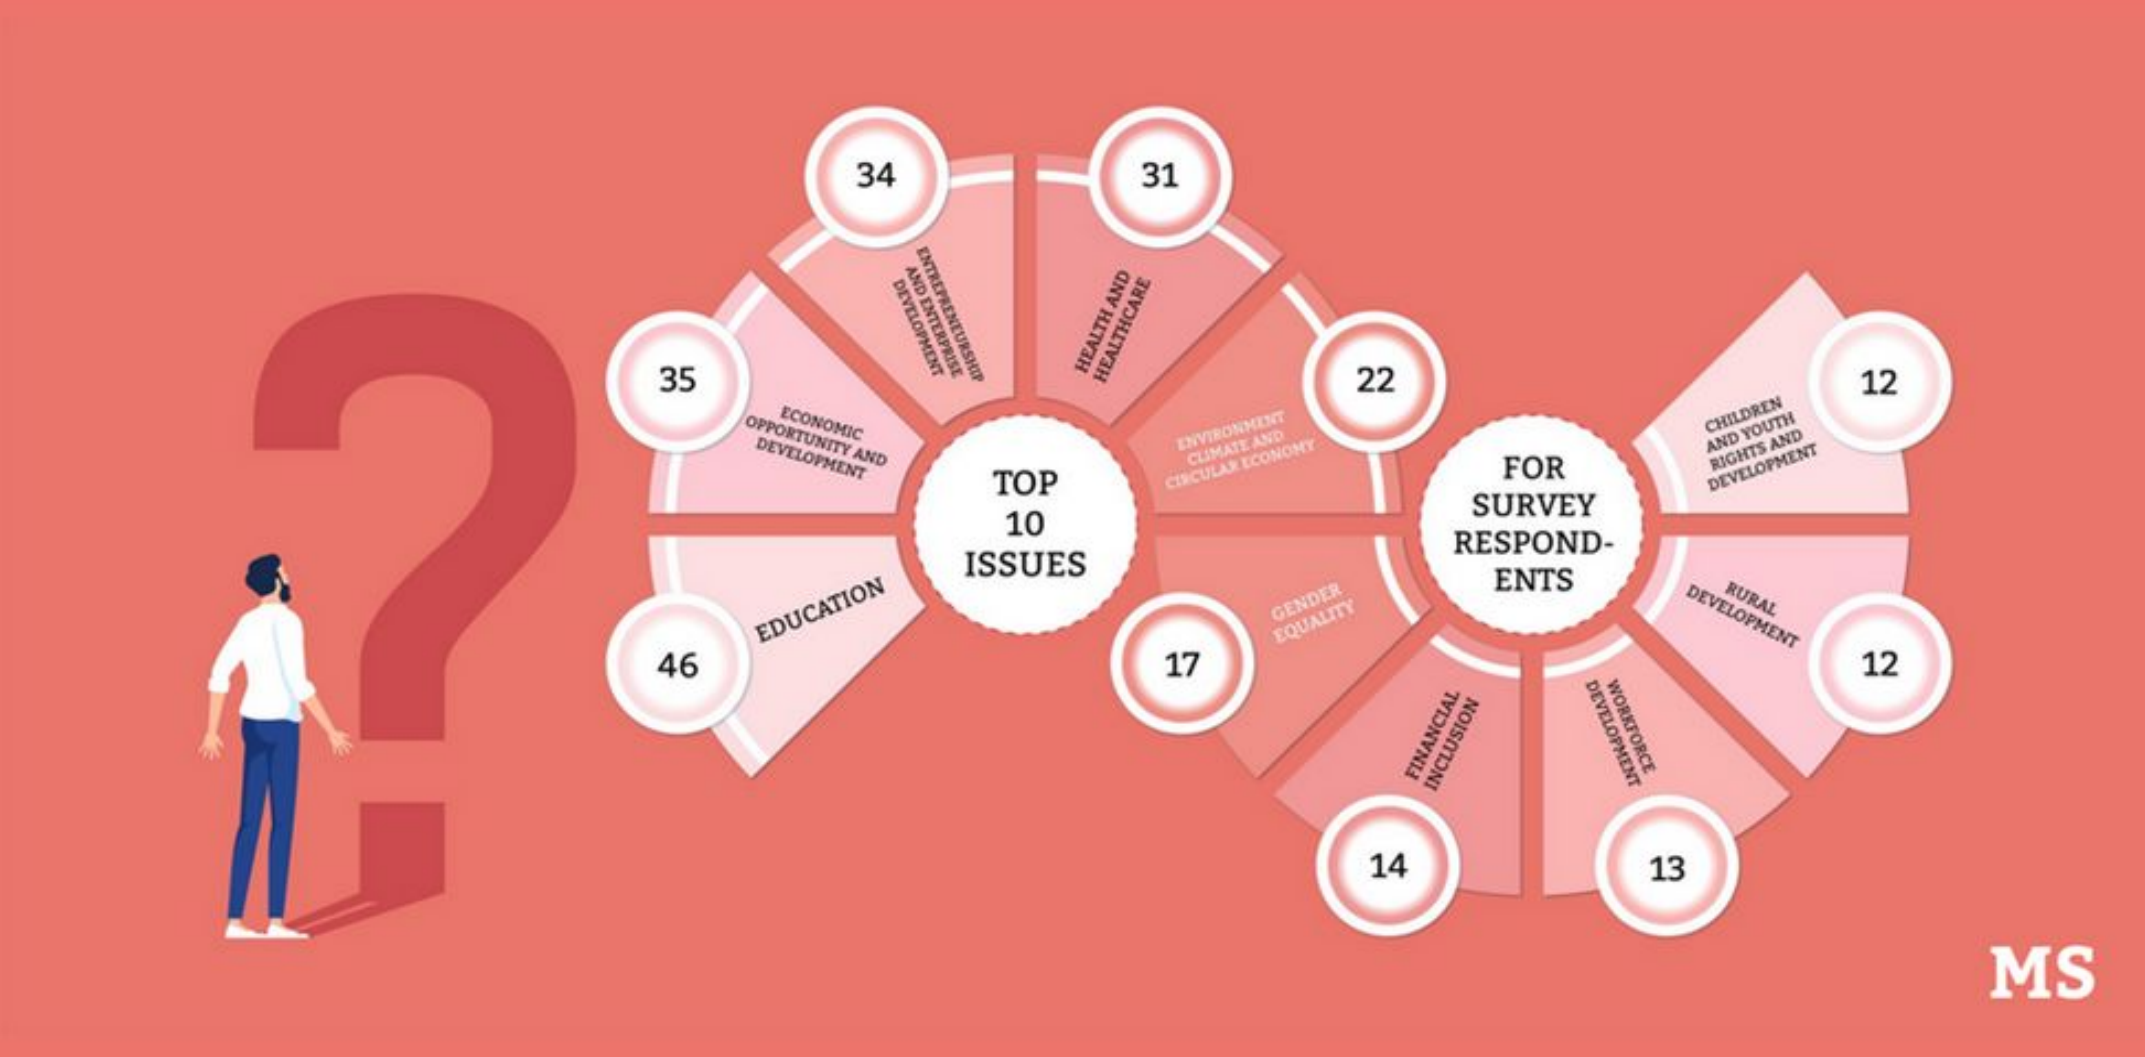 TOP
10
ISSUES
46
EDUCATION
35
ECONOMIC
OPPORTUNITY AND
DEVELOPMENT
34
ENTREPRENEURSHIP
AND ENTERPRISE
DEVELOPMENT
31
HEALTH AND
HEALTHCARE
22
ENVIRONMENT
CLIMATE AND
CIRCULAR ECONOMY
FOR
SURVEY
RESPOND-
ENTS
17
GENDER
EQUALITY
14
FINANCIAL
INCLUSION
13
WORKFORCE
DEVELOPMENT
12
RURAL
DEVELOPMENT
12
CHILDREN
AND YOUTH
RIGHTS AND
DEVELOPMENT
MS